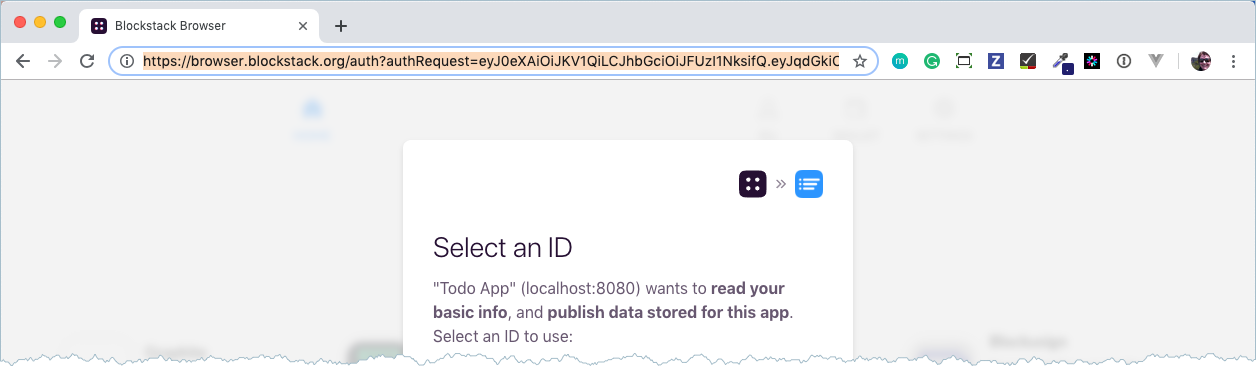 Blockstack Browser
https://browser.blockstack.org/auth?authRequest=eyJ0eXAiOiJKV1QiLCJhbGciOiJFUzI1NksifQ.eyJqdGkiC
Select an ID
"Todo App" (localhost:8080) wants to read your
basic info, and publish data stored for this app.
Select an ID to use: